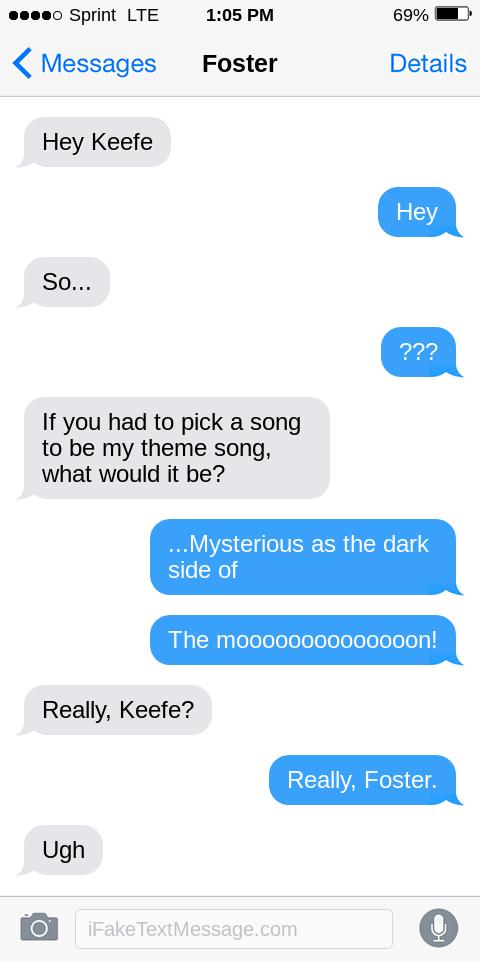 Sprint LTE 1:05 PM 69%
Messages Foster Details
Hey Keefe
Hey
So...
???
If you had to pick a song
to be my theme song,
what would it be?
...Mysterious as the dark
side of
The moooooooooooooon!
Really, Keefe?
Really, Foster.
Ugh
iFakeTextMessage.com